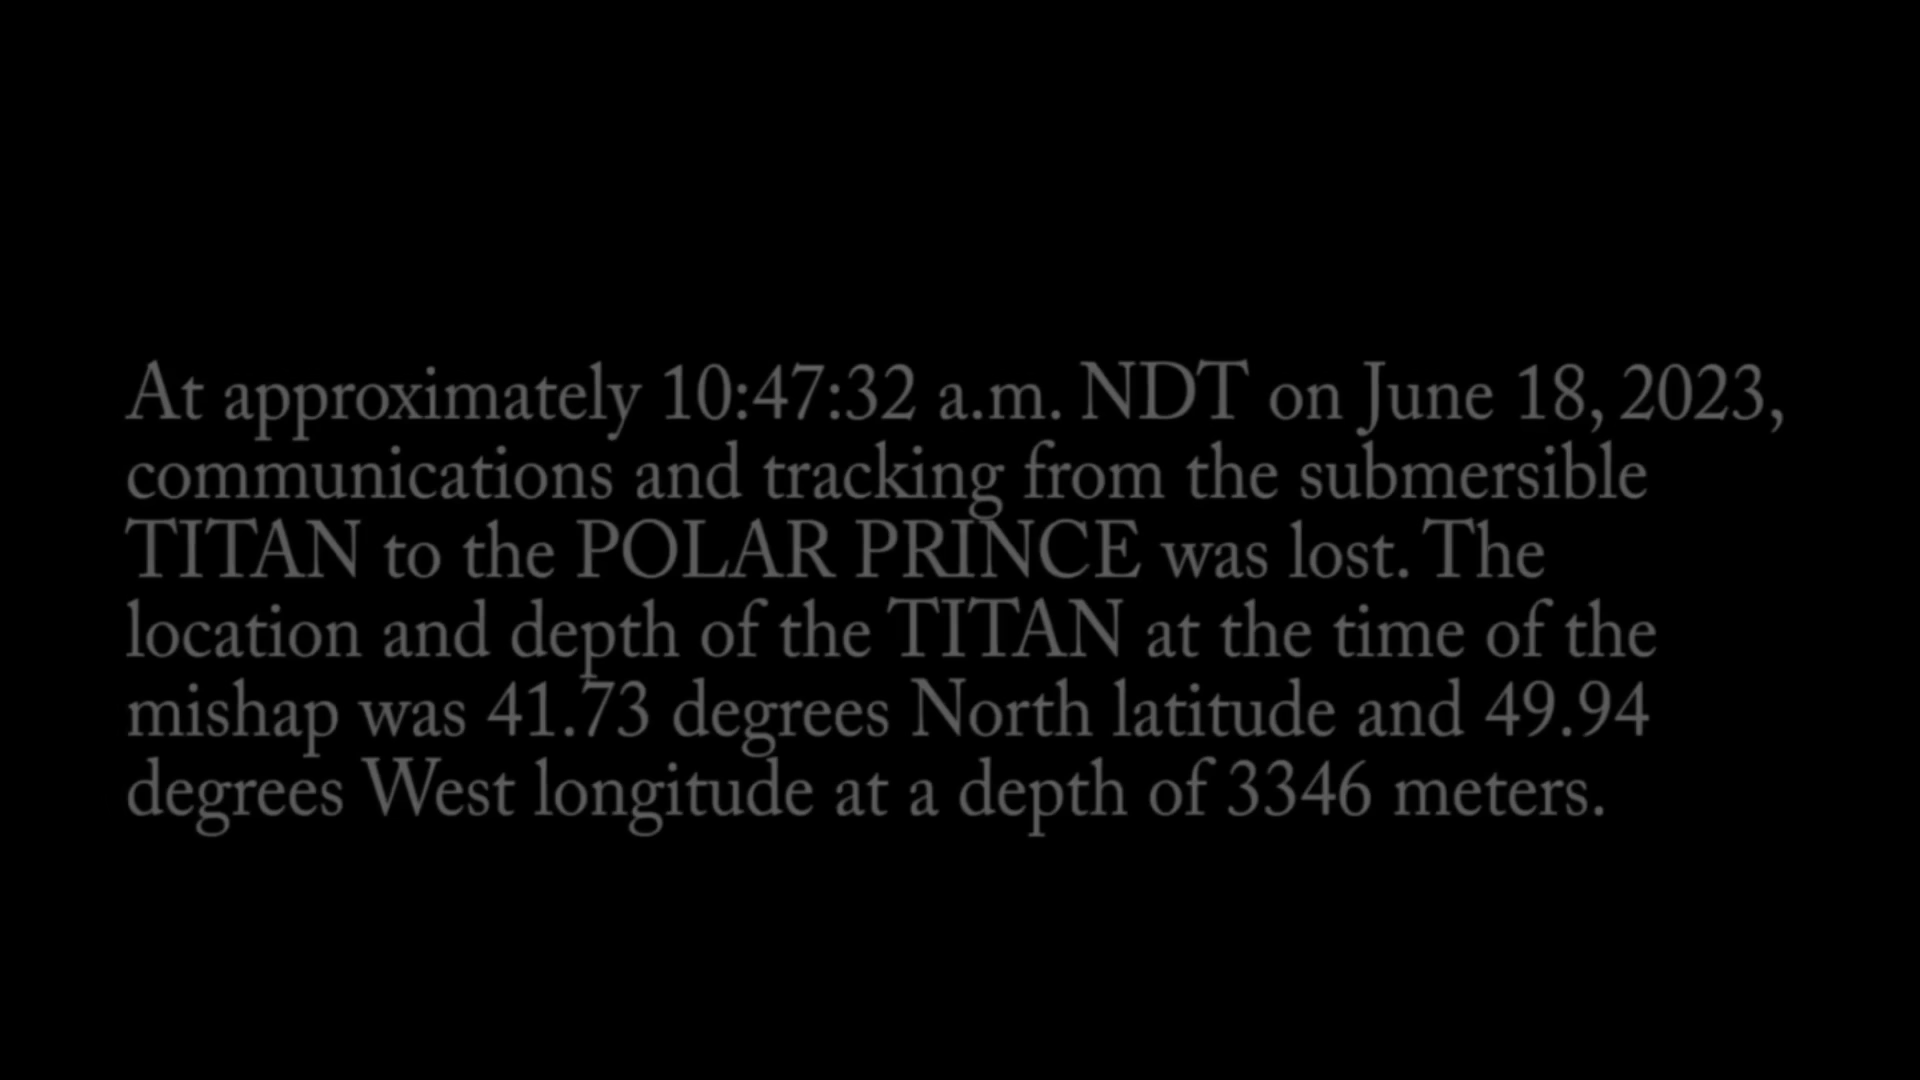 At approximately 10:47:32 a.m. NDT on June 18, 2023,
communications and tracking from the submersible
TITAN to the POLAR PRINCE was lost. The
location and depth of the TITAN at the time of the
mishap was 41.73 degrees North latitude and 49.94
degrees West longitude at a depth of 3346 meters.